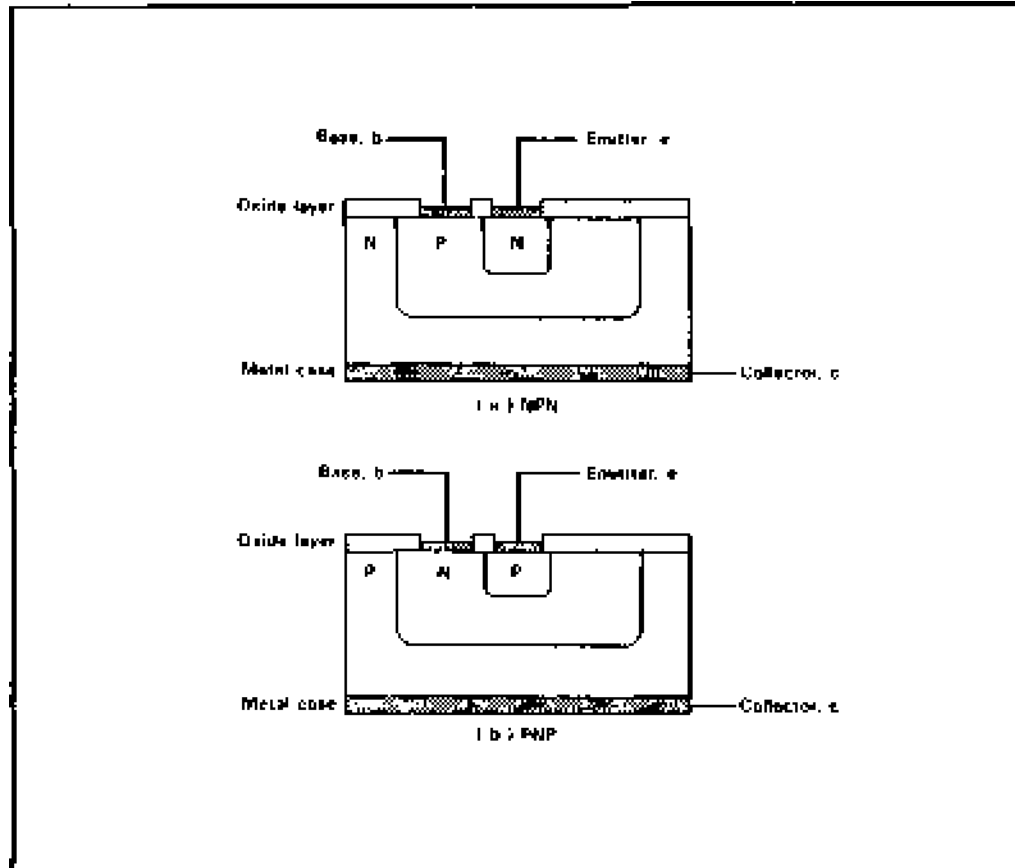 Base, b
Emitter, e
Oxide layer
N P N
Metal case
Collector, c
( a ) NPN
Base, b
Emitter, e
Oxide layer
P N P
Metal case
Collector, c
( b ) PNP